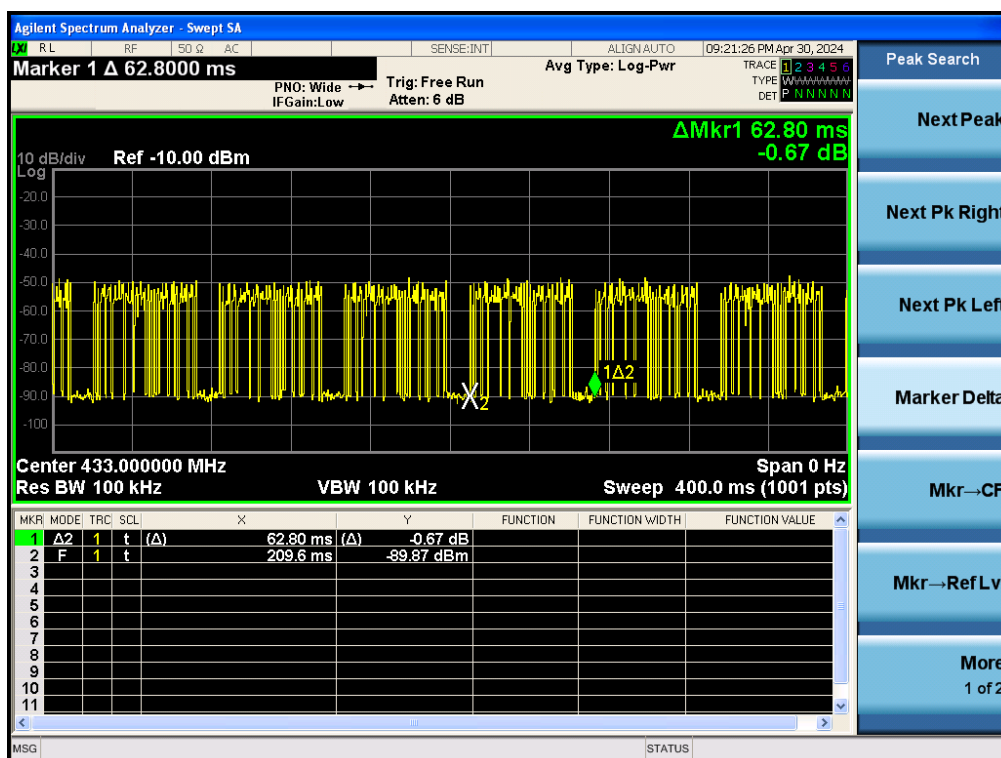 Agilent Spectrum Analyzer - Swept SA
LXI RL RF 50 Ω AC SENSE:INT ALIGNAUTO 09:21:26 PM Apr 30, 2024
Marker 1 Δ 62.8000 ms
PNO: Wide
IFGain:Low
Trig: Free Run
Atten: 6 dB
Avg Type: Log-Pwr
TRACE 1 2 3 4 5 6
TYPE
DET P N N N N N
Peak Search
ΔMkr1 62.80 ms
-0.67 dB
10 dB/div Ref -10.00 dBm
Log
-20.0
-30.0
-40.0
-50.0
-60.0
-70.0
-80.0
-90.0
-100
1Δ2
X2
Center 433.000000 MHz Span 0 Hz
Res BW 100 kHz VBW 100 kHz Sweep 400.0 ms (1001 pts)
MKR MODE TRC SCL X Y FUNCTION FUNCTION WIDTH FUNCTION VALUE
1 Δ2 1 t (Δ) 62.80 ms (Δ) -0.67 dB
2 F 1 t 209.6 ms -89.87 dBm
3
4
5
6
7
8
9
10
11
MSG STATUS
Next Peak
Next Pk Right
Next Pk Left
Marker Delta
Mkr→CF
Mkr→Ref Lv
More
1 of 2